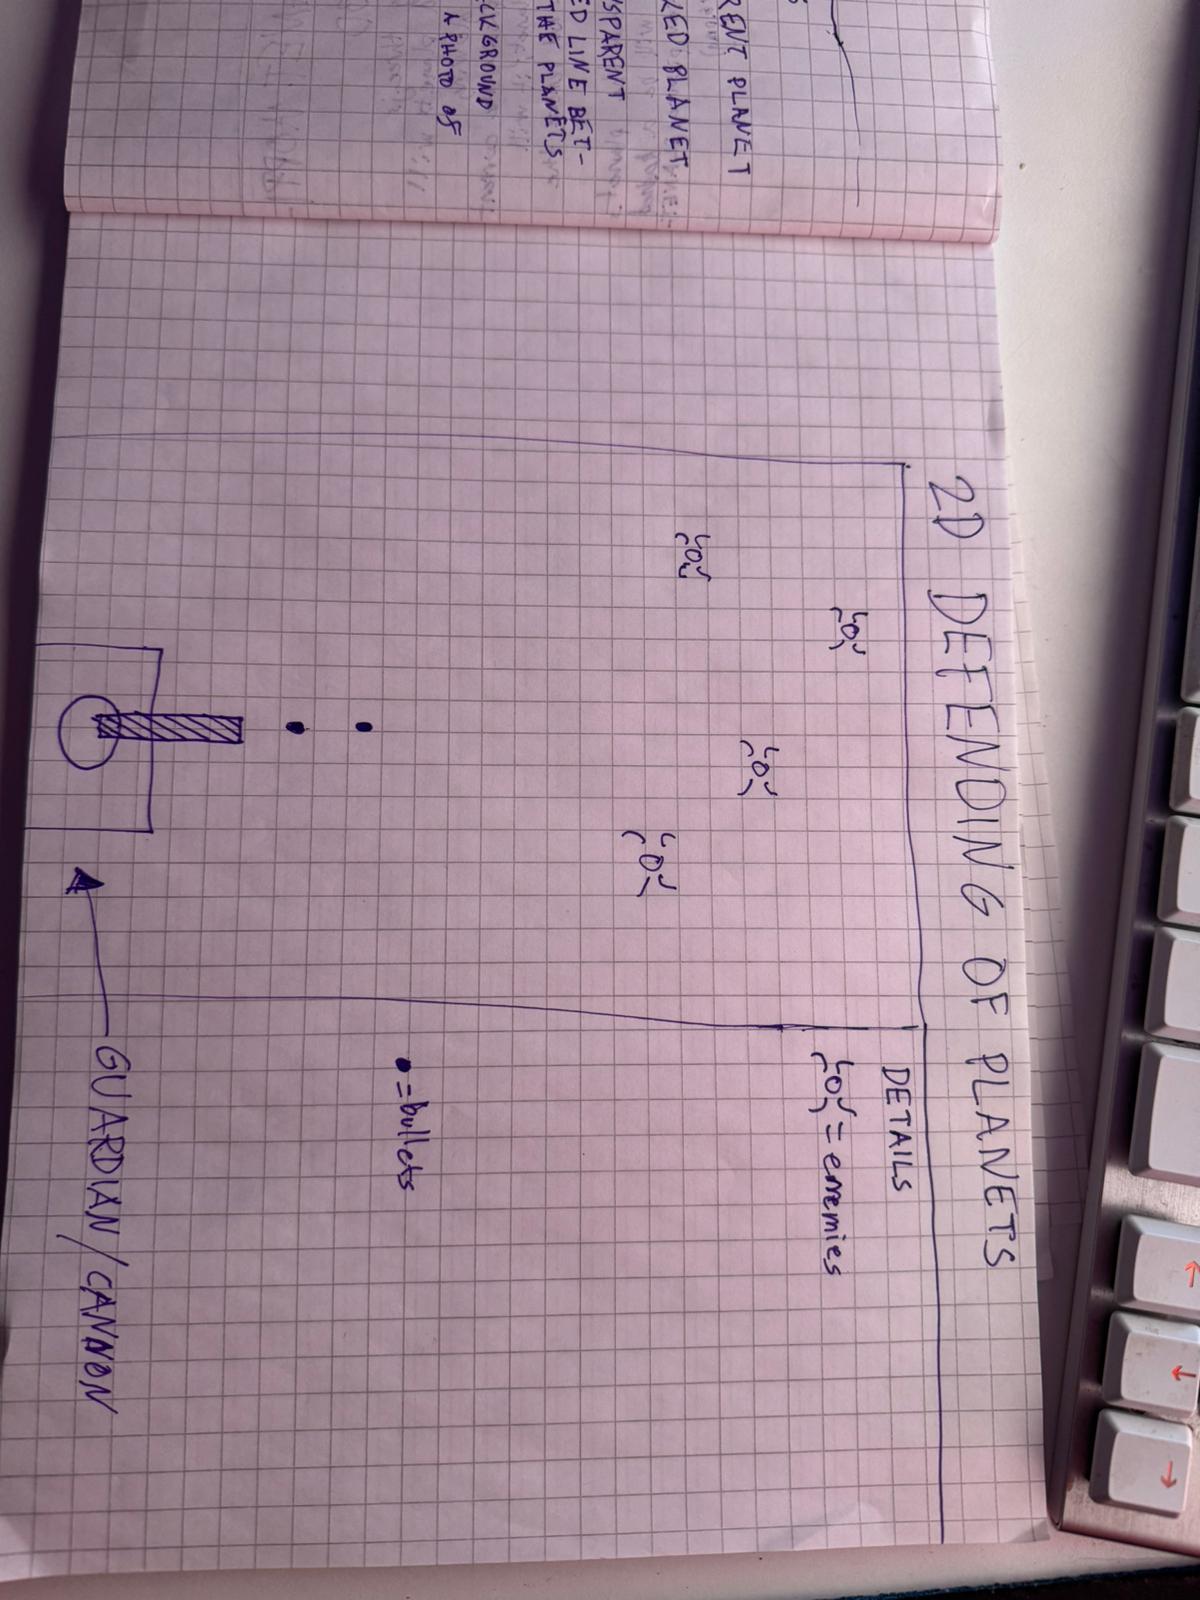 2D DEFENDING OF PLANETS
DETAILS
= enemies
= bullets
GUARDIAN/CANNON
RENT PLANET
KED PLANET
SPARENT
ED LINE BET-
THE PLANETS
CKGROUND
A PHOTO OF